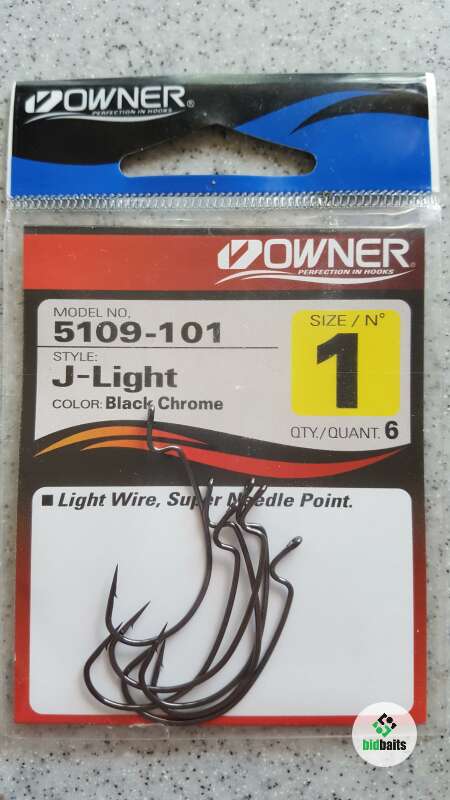 OWNER®
PERFECTION IN HOOKS
OWNER®
PERFECTION IN HOOKS
MODEL NO,
5109-101
STYLE:
J-Light
COLOR: Black Chrome
SIZE / N°
1
QTY./QUANT. 6
■ Light Wire, Super Needle Point.
bidbaits